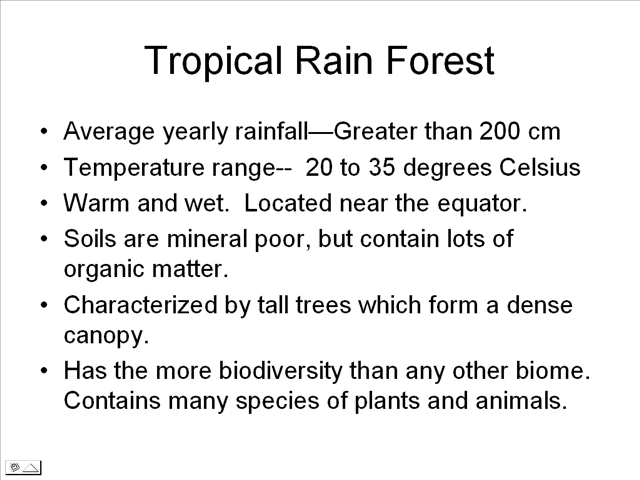 Tropical Rain Forest
• Average yearly rainfall—Greater than 200 cm
• Temperature range--  20 to 35 degrees Celsius
• Warm and wet.  Located near the equator.
• Soils are mineral poor, but contain lots of
organic matter.
• Characterized by tall trees which form a dense
canopy.
• Has the more biodiversity than any other biome.
Contains many species of plants and animals.